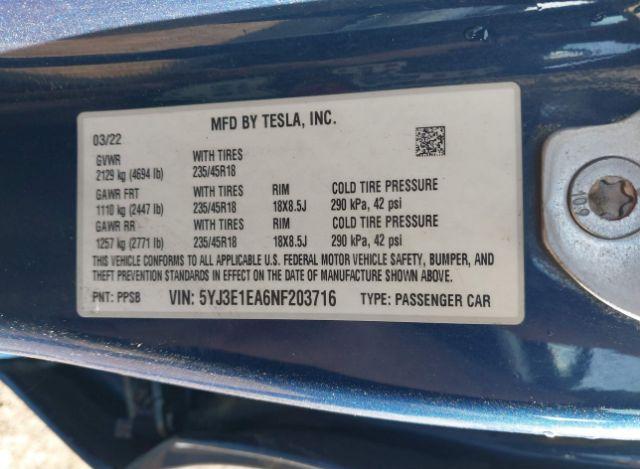 MFD BY TESLA, INC.
03/22
GVWR WITH TIRES
2129 kg (4694 lb) 235/45R18
GAWR FRT WITH TIRES RIM COLD TIRE PRESSURE
1110 kg (2447 lb) 235/45R18 18X8.5J 290 kPa, 42 psi
GAWR RR WITH TIRES RIM COLD TIRE PRESSURE
1257 kg (2771 lb) 235/45R18 18X8.5J 290 kPa, 42 psi
THIS VEHICLE CONFORMS TO ALL APPLICABLE U.S. FEDERAL MOTOR VEHICLE SAFETY, BUMPER, AND
THEFT PREVENTION STANDARDS IN EFFECT ON THE DATE OF MANUFACTURE SHOWN ABOVE.
PNT: PPSB VIN: 5YJ3E1EA6NF203716 TYPE: PASSENGER CAR
10.9